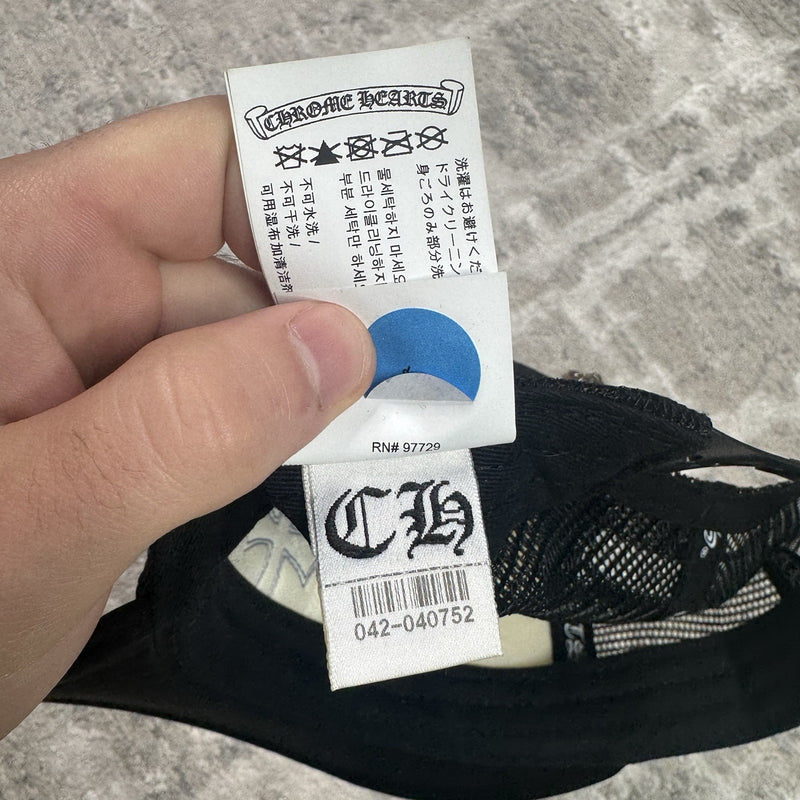 CHROME HEARTS
洗濯はお避けくだ
ドライクリーニン
身ごろのみ部分洗
물세탁하지 마세요
드라이클리닝하지
부분 세탁만 하세요
不可水洗 /
不可干洗 /
可用湿布加清洁剂
RN# 97729
CH
042-040752